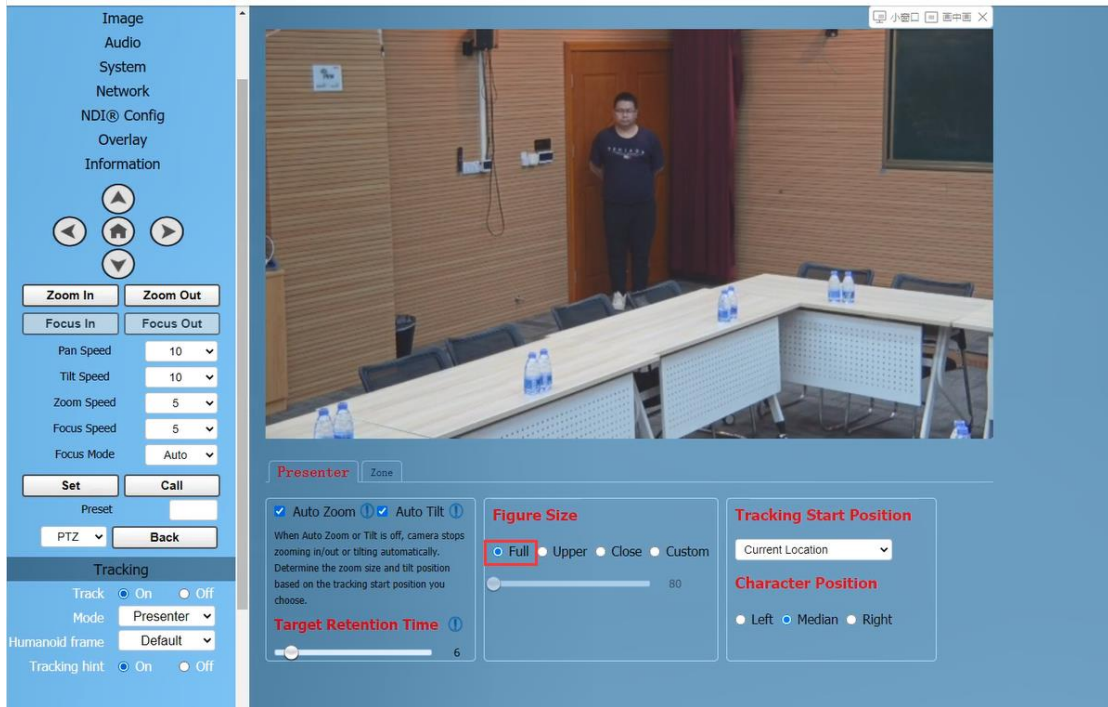 Image
Audio
System
Network
NDI® Config
Overlay
Information
Zoom In Zoom Out
Focus In Focus Out
Pan Speed 10
Tilt Speed 10
Zoom Speed 5
Focus Speed 5
Focus Mode Auto
Set Call
Preset
PTZ Back
Tracking
Track On Off
Mode Presenter
Humanoid frame Default
Tracking hint On Off
小窗口 画中画
Presenter Zone
Auto Zoom Auto Tilt
When Auto Zoom or Tilt is off, camera stops
zooming in/out or tilting automatically.
Determine the zoom size and tilt position
based on the tracking start position you
choose.
Target Retention Time
6
Figure Size
Full Upper Close Custom
80
Tracking Start Position
Current Location
Character Position
Left Median Right